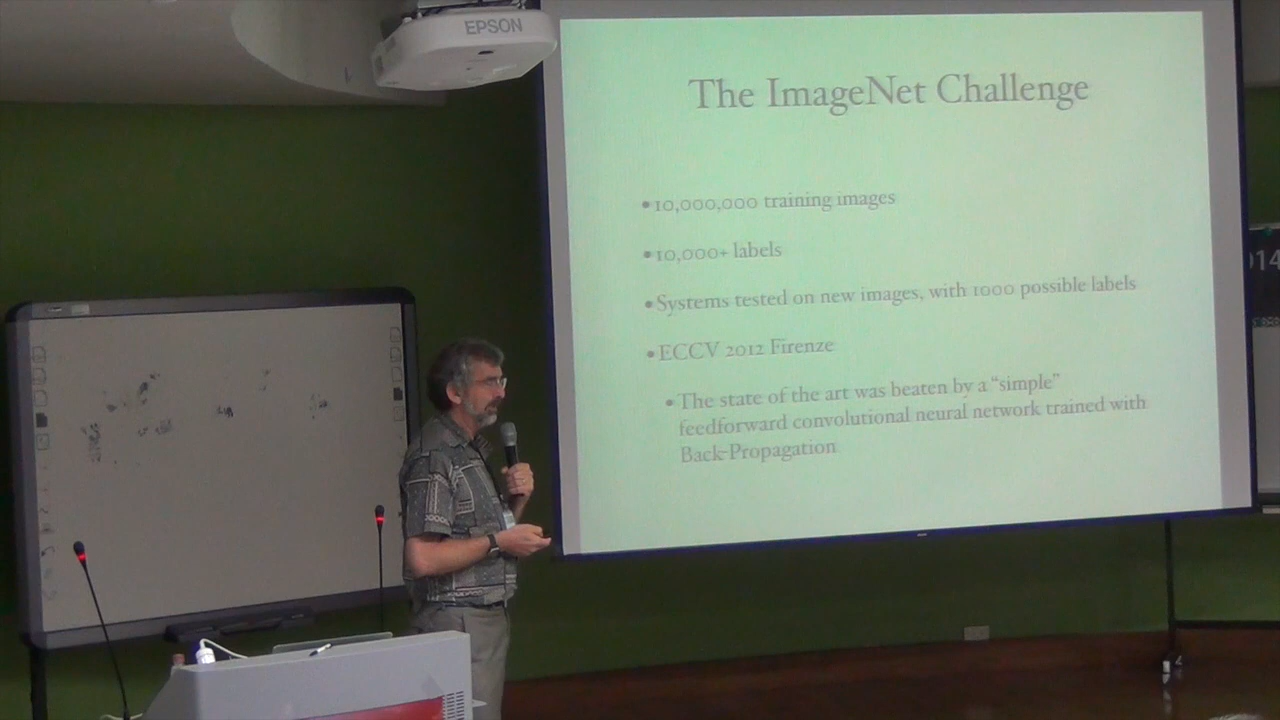 EPSON
The ImageNet Challenge
•10,000,000 training images
•10,000+ labels
•Systems tested on new images, with 1000 possible labels
•ECCV 2012 Firenze
•The state of the art was beaten by a “simple”
feedforward convolutional neural network trained with
Back-Propagation
014